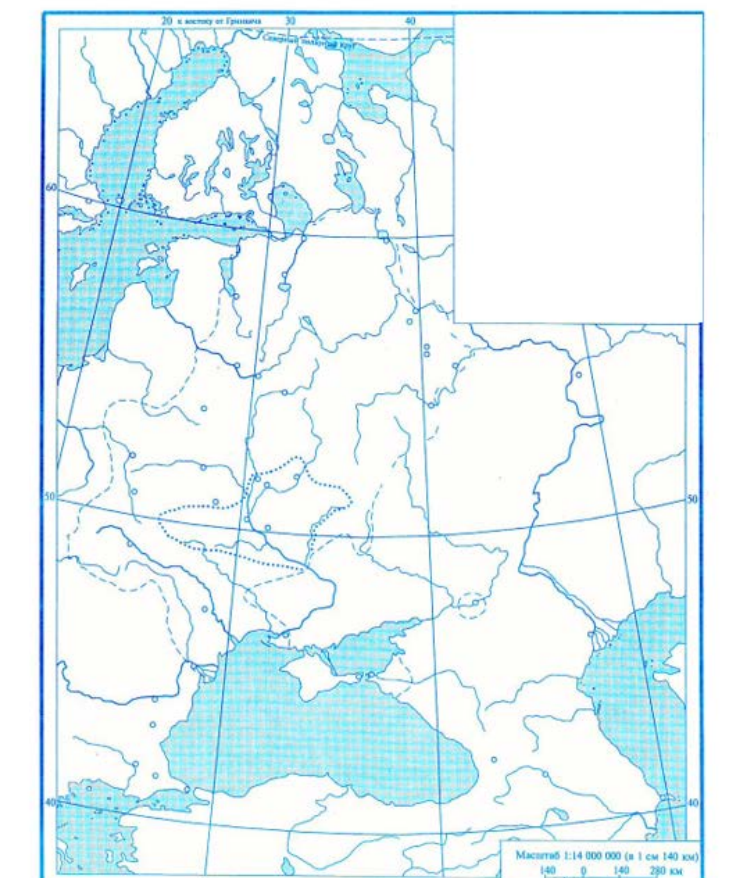 20 к востоку от Гринвича 30 40
Северный полярный круг
60
50 50
40 40
Масштаб 1:14 000 000 (в 1 см 140 км)
140 0 140 280 км